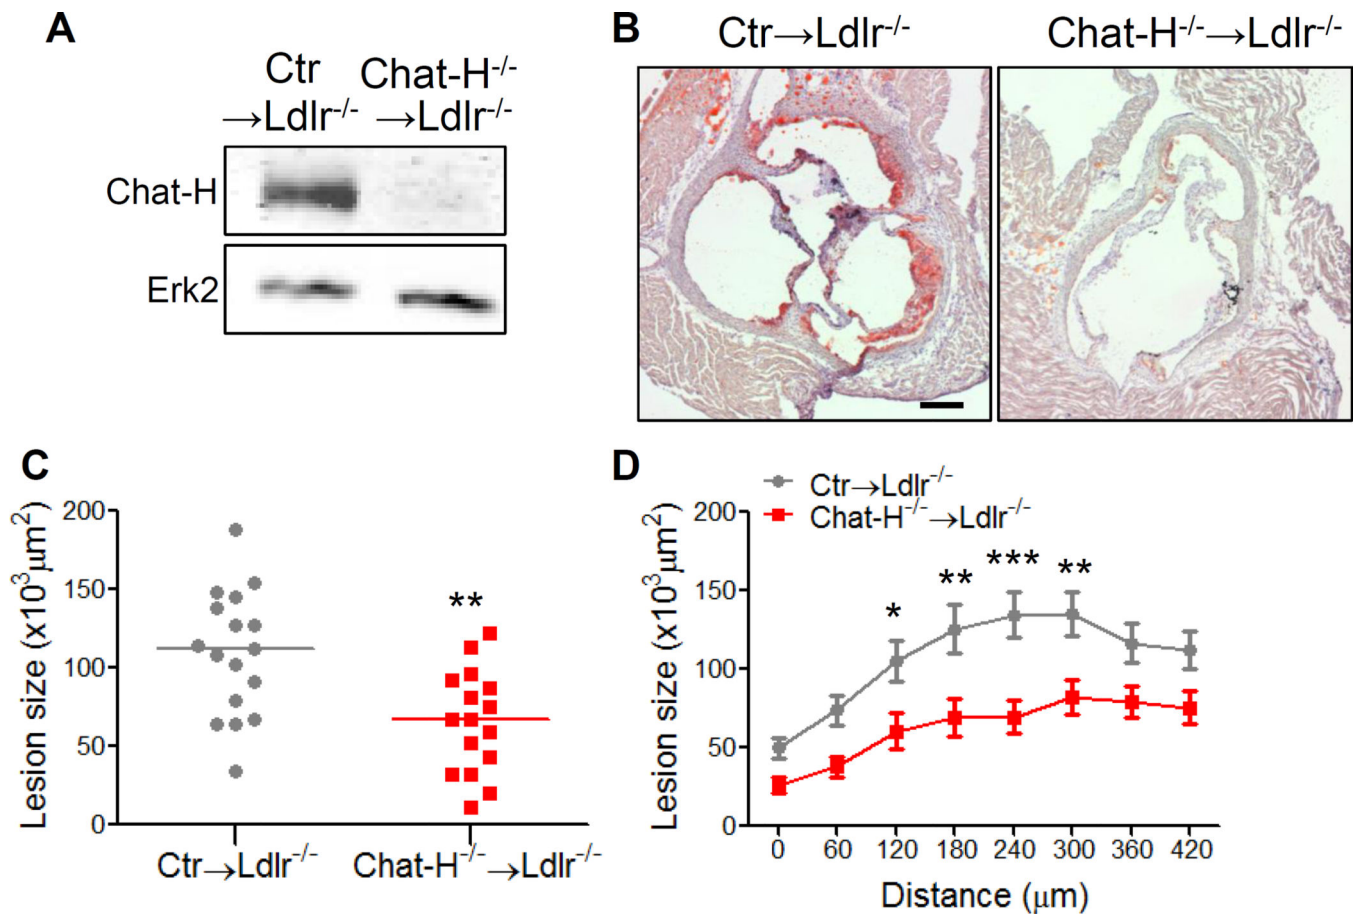 A
Ctr
→Ldlr-/-
Chat-H-/-
→Ldlr-/-
Chat-H
Erk2
B
Ctr→Ldlr-/-
Chat-H-/-→Ldlr-/-
C
Lesion size (x10³μm²)
200
150
100
50
0
**
Ctr→Ldlr-/-
Chat-H-/-→Ldlr-/-
D
Ctr→Ldlr-/-
Chat-H-/-→Ldlr-/-
Lesion size (x10³μm²)
200
150
100
50
0
*
**
***
**
0 60 120 180 240 300 360 420
Distance (μm)